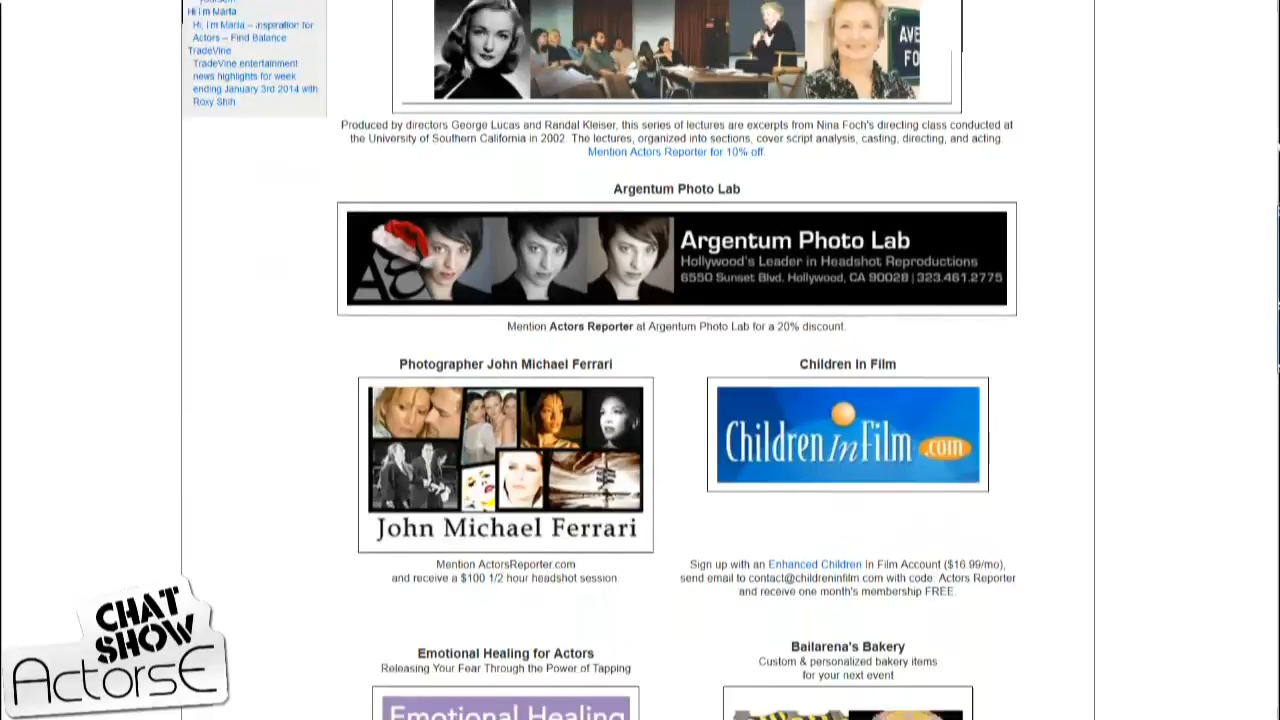 Hi I'm Marla
Hi, I'm Marla – Inspiration for
Actors – Find Balance
TradeVine
TradeVine entertainment
news highlights for week
ending January 3rd 2014 with
Roxy Shih
AVE
FO
Produced by directors George Lucas and Randal Kleiser, this series of lectures are excerpts from Nina Foch's directing class conducted at
the University of Southern California in 2002. The lectures, organized into sections, cover script analysis, casting, directing, and acting.
Mention Actors Reporter for 10% off.
Argentum Photo Lab
Argentum Photo Lab
Hollywood's Leader in Headshot Reproductions
6550 Sunset Blvd. Hollywood, CA 90028 | 323.461.2775
Mention Actors Reporter at Argentum Photo Lab for a 20% discount.
Photographer John Michael Ferrari
Children In Film
ChildrenInFilm.com
John Michael Ferrari
Mention ActorsReporter.com
and receive a $100 1/2 hour headshot session
Sign up with an Enhanced Children In Film Account ($16.99/mo),
send email to contact@childreninfilm.com with code: Actors Reporter
and receive one month's membership FREE.
CHAT
SHOW
ActorsE
Emotional Healing for Actors
Releasing Your Fear Through the Power of Tapping
Bailarena's Bakery
Custom & personalized bakery items
for your next event
Emotional Healing